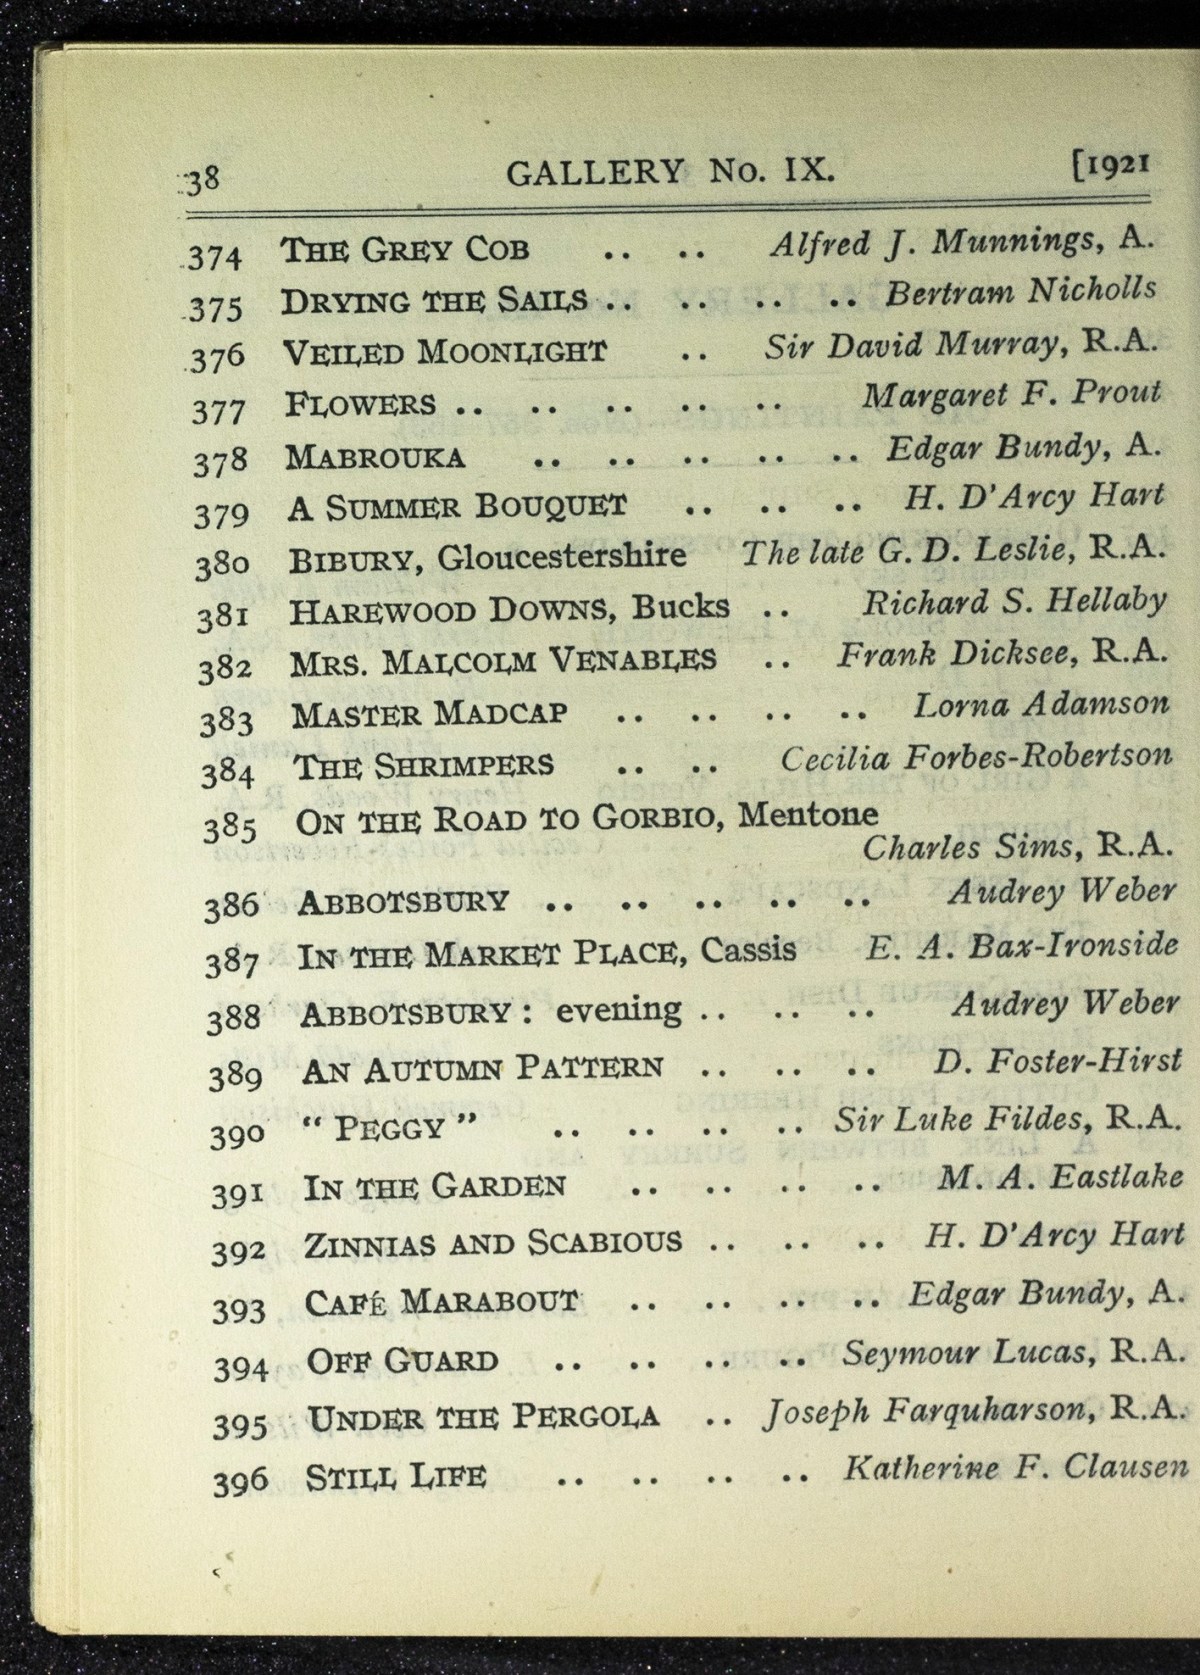 38 GALLERY No. IX. [1921
374 THE GREY COB .. .. Alfred J. Munnings, A.
375 DRYING THE SAILS .. .. .. .. Bertram Nicholls
376 VEILED MOONLIGHT .. Sir David Murray, R.A.
377 FLOWERS .. .. .. .. .. Margaret F. Prout
378 MABROUKA .. .. .. .. .. Edgar Bundy, A.
379 A SUMMER BOUQUET .. .. .. H. D'Arcy Hart
380 BIBURY, Gloucestershire The late G. D. Leslie, R.A.
381 HAREWOOD DOWNS, Bucks .. Richard S. Hellaby
382 MRS. MALCOLM VENABLES .. Frank Dicksee, R.A.
383 MASTER MADCAP .. .. .. .. Lorna Adamson
384 THE SHRIMPERS .. .. Cecilia Forbes-Robertson
385 ON THE ROAD TO GORBIO, Mentone
Charles Sims, R.A.
386 ABBOTSBURY .. .. .. .. .. Audrey Weber
387 IN THE MARKET PLACE, Cassis E. A. Bax-Ironside
388 ABBOTSBURY : evening .. .. .. Audrey Weber
389 AN AUTUMN PATTERN .. .. .. D. Foster-Hirst
390 " PEGGY " .. .. .. .. Sir Luke Fildes, R.A.
391 IN THE GARDEN .. .. .. .. M. A. Eastlake
392 ZINNIAS AND SCABIOUS .. .. .. H. D'Arcy Hart
393 CAFÉ MARABOUT .. .. .. .. Edgar Bundy, A.
394 OFF GUARD .. .. .. .. Seymour Lucas, R.A.
395 UNDER THE PERGOLA .. Joseph Farquharson, R.A.
396 STILL LIFE .. .. .. .. Katherine F. Clausen